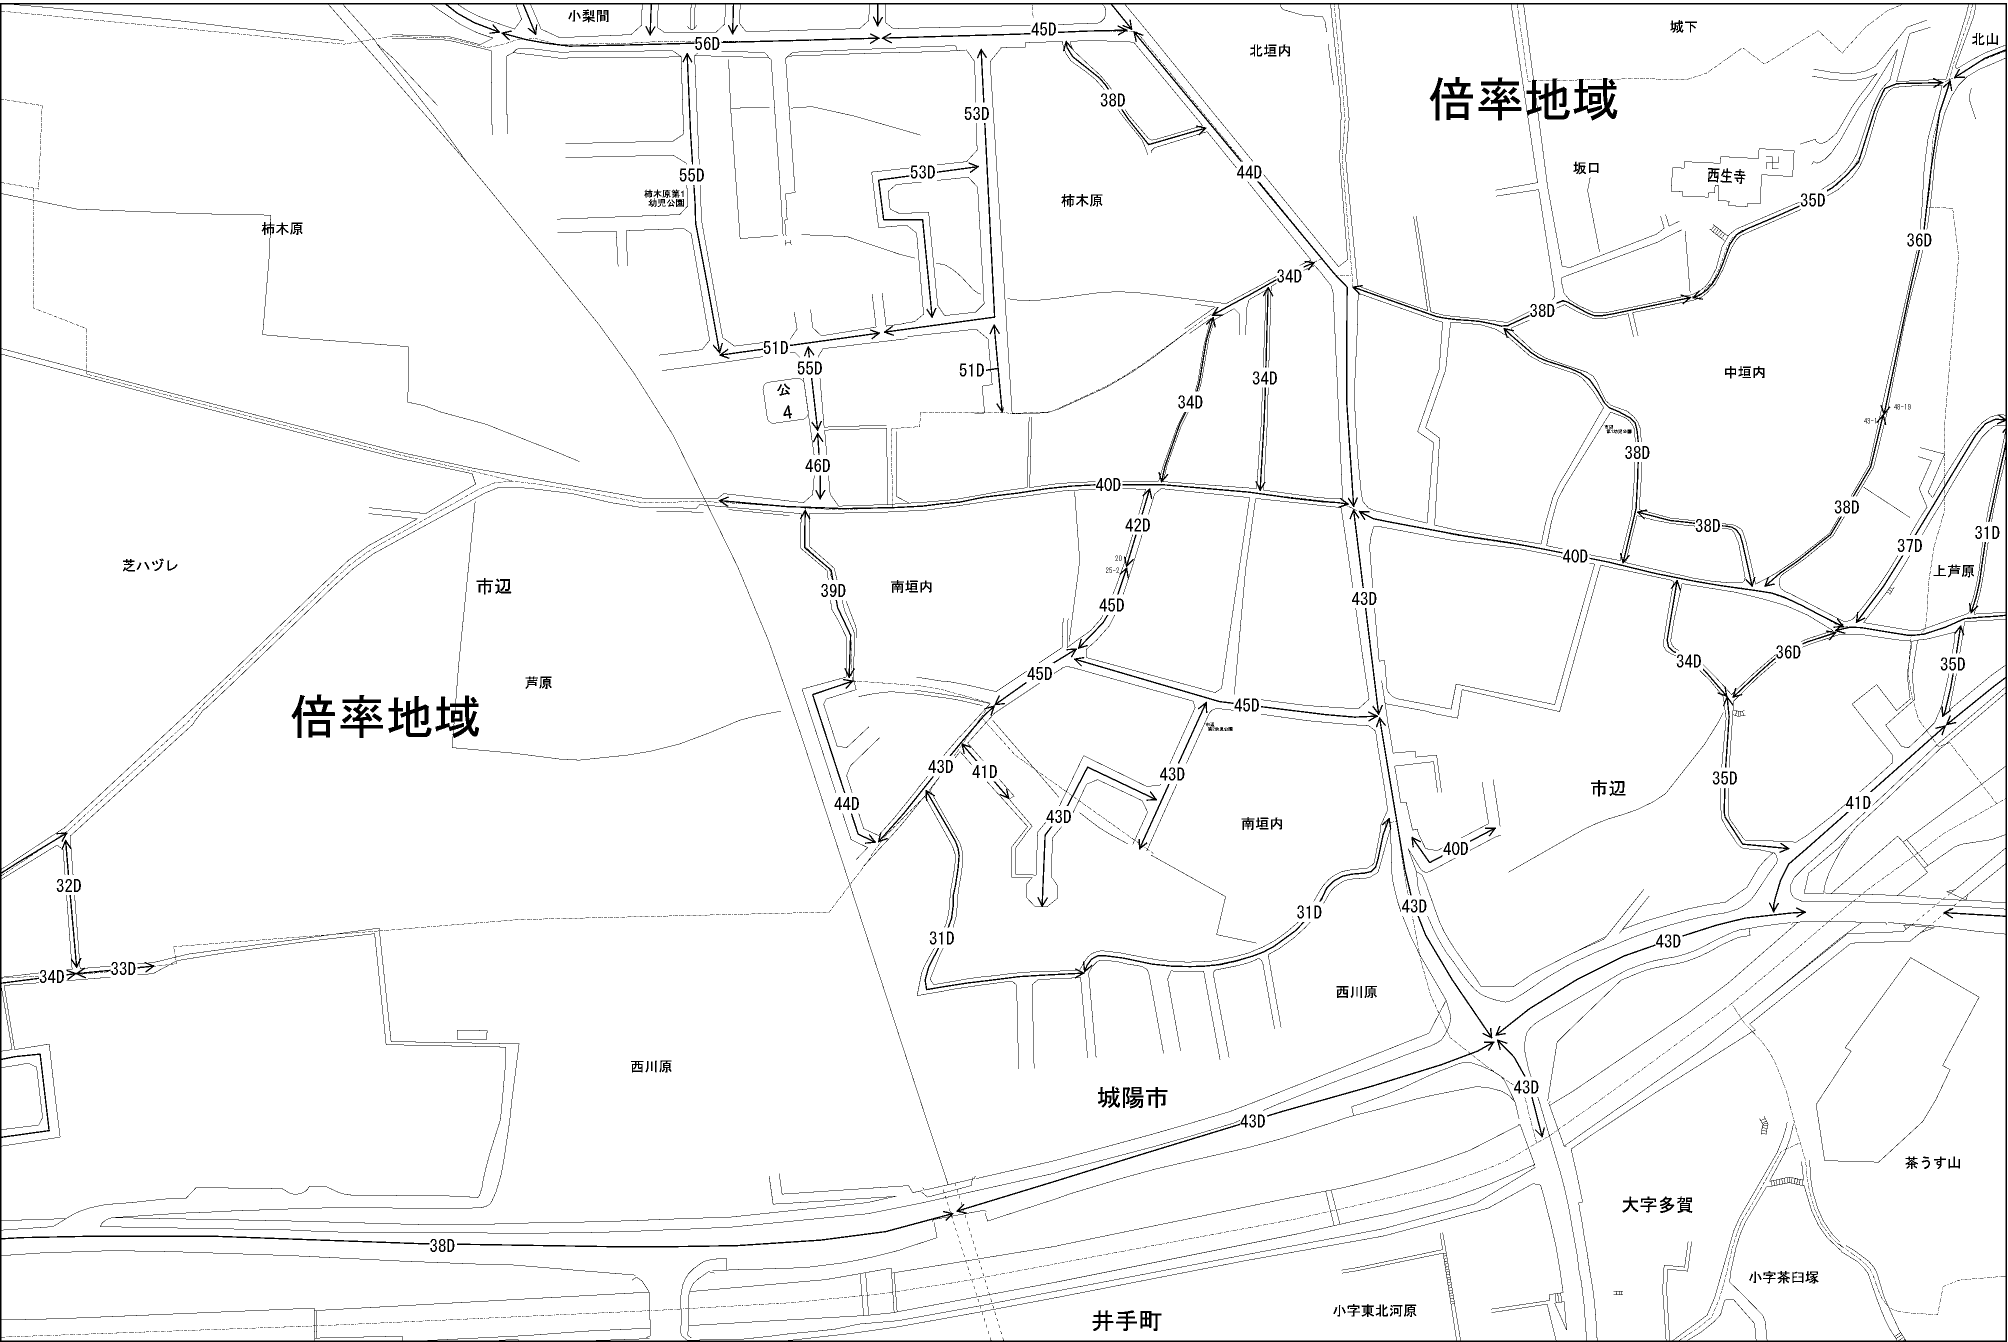 小梨間
45D
城下
56D
北垣内
北山
倍率地域
38D
53D
坂口
西生寺
44D
53D
55D
柿木原第1
幼児公園
柿木原
35D
柿木原
36D
34D
38D
51D
55D
51D
34D
中垣内
公
4
34D
48-19
38D
46D
40D
38D
42D
38D
31D
40D
37D
芝ハヅレ
25-2
上芦原
市辺
39D
南垣内
43D
45D
34D
36D
35D
芦原
45D
倍率地域
45D
43D
41D
43D
35D
市辺
44D
43D
南垣内
41D
40D
32D
31D
43D
31D
43D
34D
33D
西川原
西川原
43D
城陽市
43D
茶うす山
大字多賀
38D
小字茶臼塚
井手町
小字東北河原